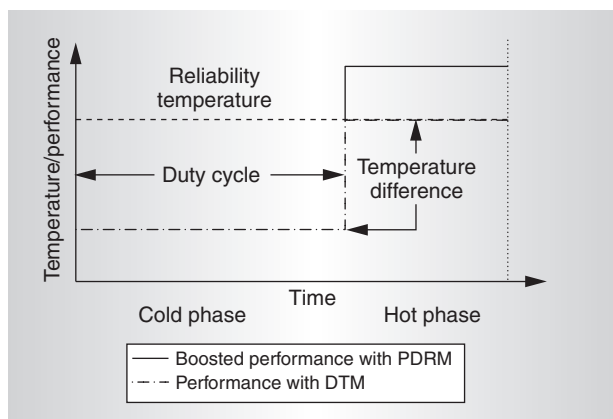 Temperature/performance
Reliability
temperature
Duty cycle
Temperature
difference
Time
Cold phase
Hot phase
Boosted performance with PDRM
Performance with DTM